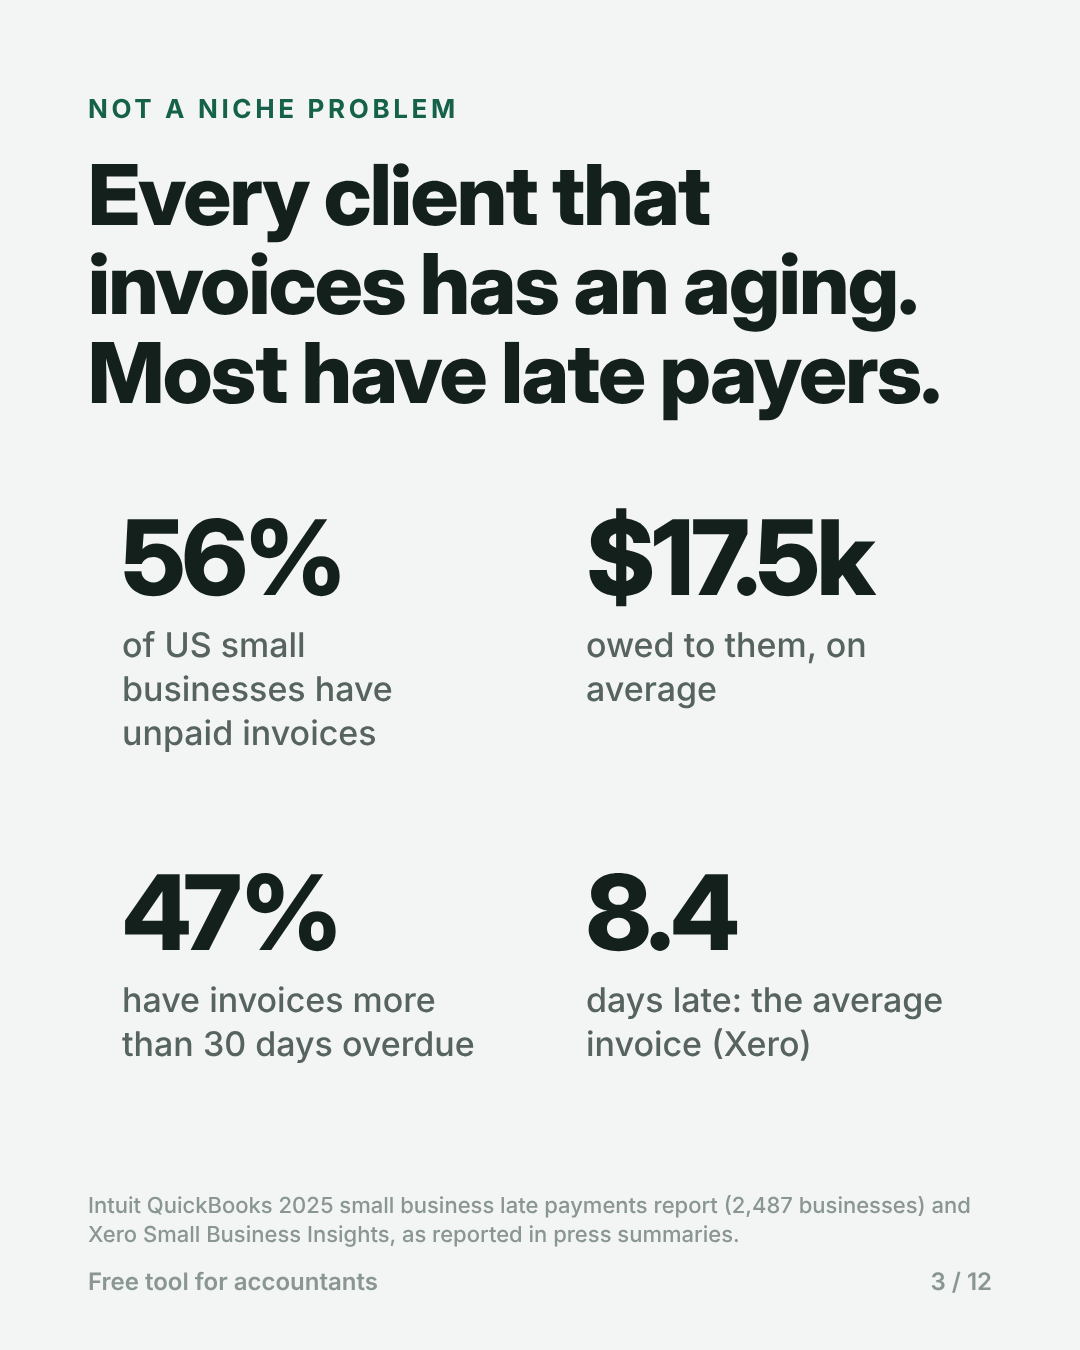 NOT A NICHE PROBLEM
Every client that
invoices has an aging.
Most have late payers.
56%
of US small
businesses have
unpaid invoices
$17.5k
owed to them, on
average
47%
have invoices more
than 30 days overdue
8.4
days late: the average
invoice (Xero)
Intuit QuickBooks 2025 small business late payments report (2,487 businesses) and
Xero Small Business Insights, as reported in press summaries.
Free tool for accountants
3 / 12